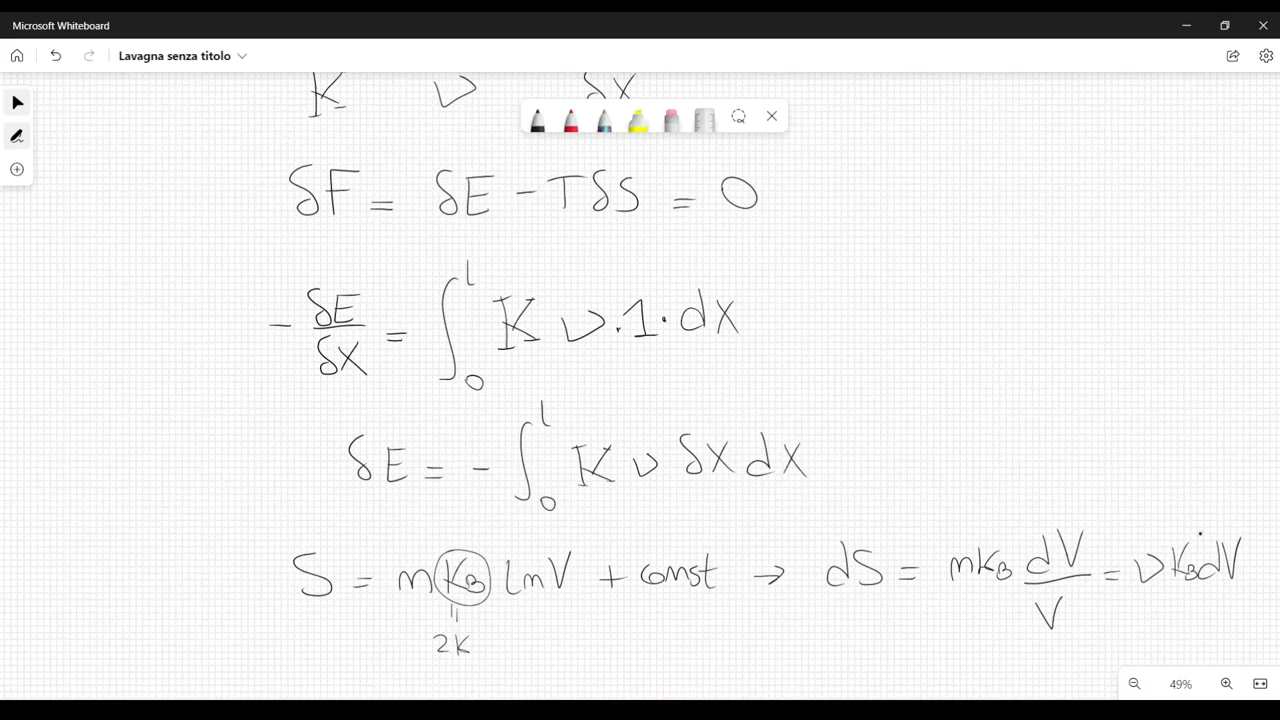 Microsoft Whiteboard
Lavagna senza titolo
K ν δX
δF = δE - TδS = 0
- δE/δX = ∫₀ˡ K ν · 1 · dX
δE = - ∫₀ˡ K ν δX dX
S = m K_B ln V + const → dS = m K_B dV/V = ν K_B dV
=
2K
49%